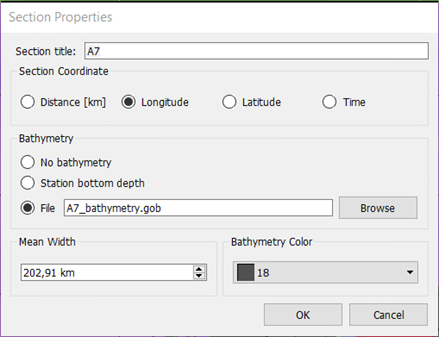 Section Properties
Section title: A7
Section Coordinate
Distance [km] Longitude Latitude Time
Bathymetry
No bathymetry
Station bottom depth
File A7_bathymetry.gob Browse
Mean Width Bathymetry Color
202,91 km 18
OK Cancel